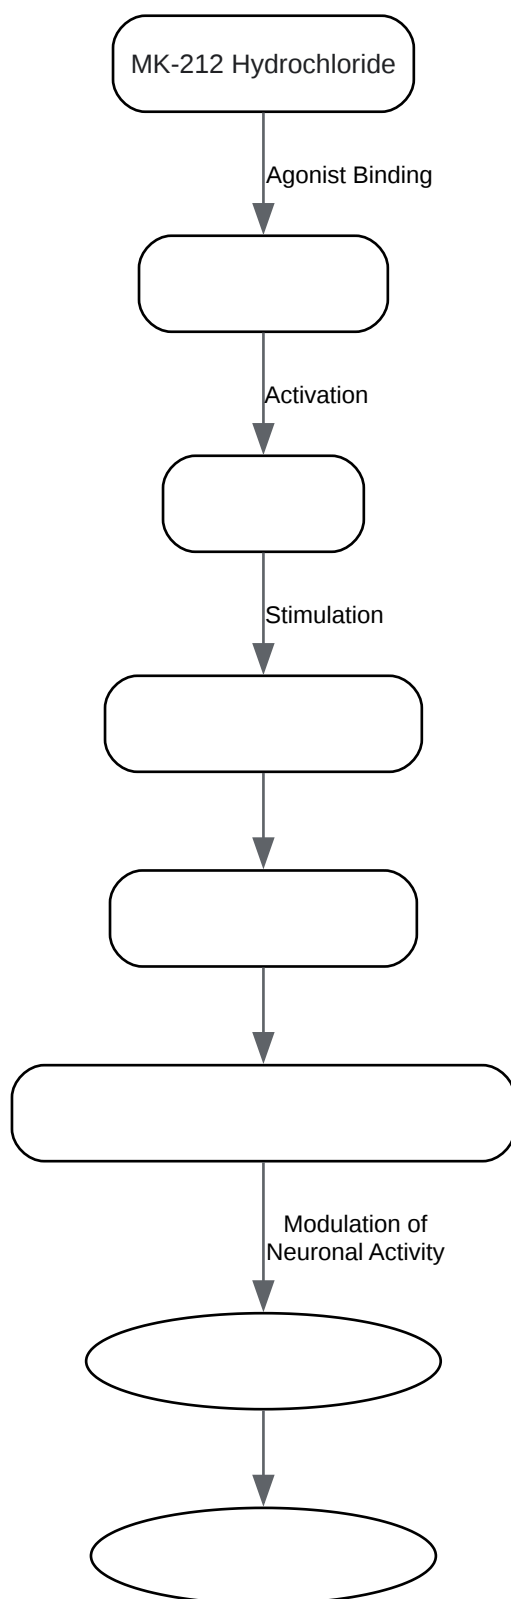 MK-212 Hydrochloride
Agonist Binding
Activation
Stimulation
Modulation of
Neuronal Activity